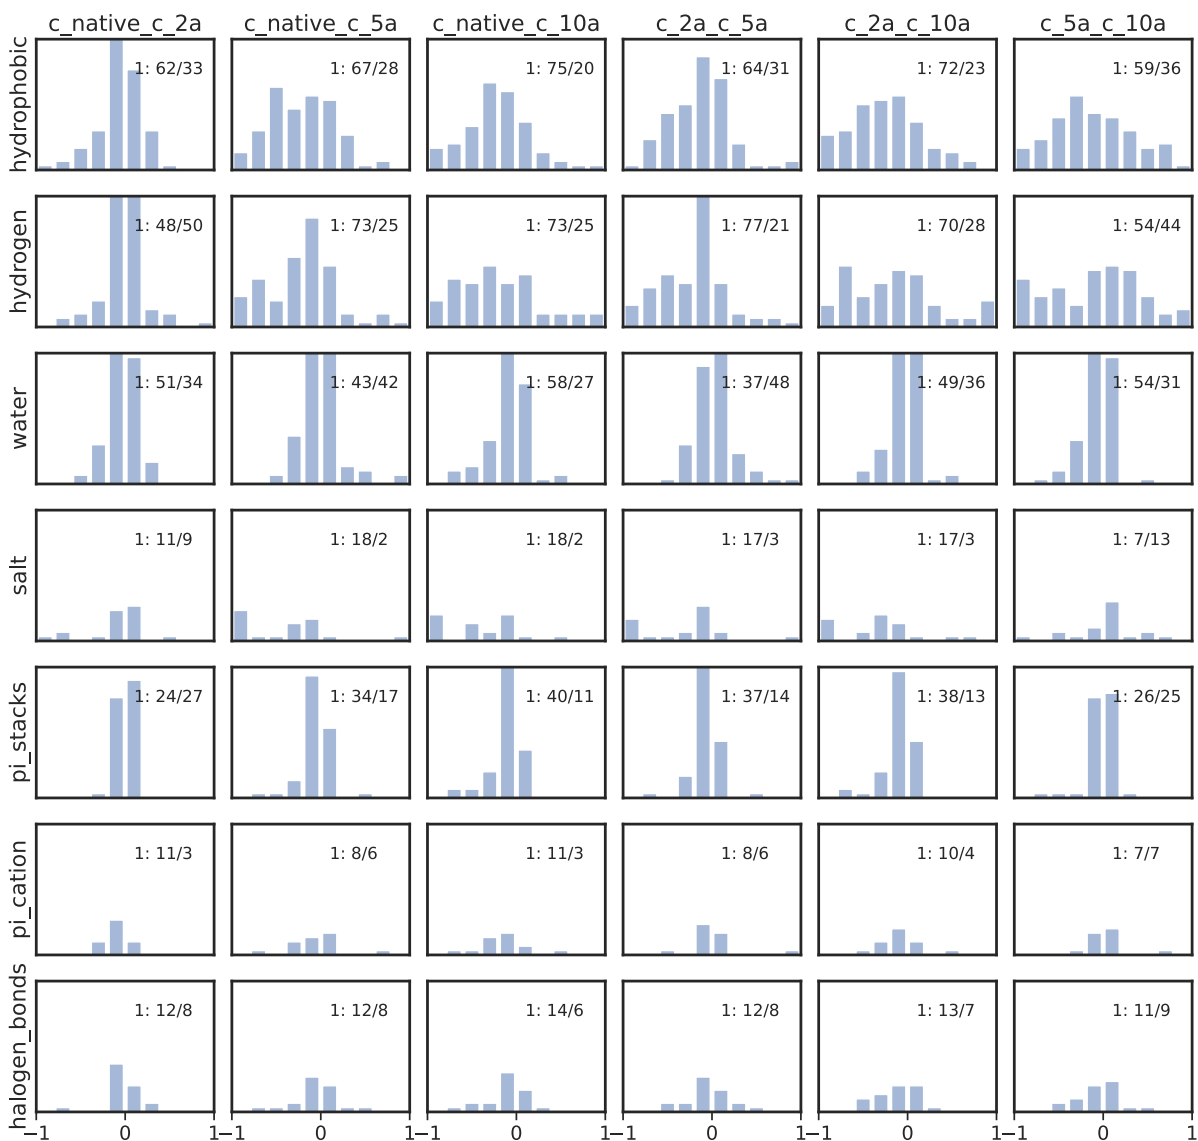 c_native_c_2a c_native_c_5a c_native_c_10a c_2a_c_5a c_2a_c_10a c_5a_c_10a
hydrophobic 1: 62/33 1: 67/28 1: 75/20 1: 64/31 1: 72/23 1: 59/36
hydrogen 1: 48/50 1: 73/25 1: 73/25 1: 77/21 1: 70/28 1: 54/44
water 1: 51/34 1: 43/42 1: 58/27 1: 37/48 1: 49/36 1: 54/31
salt 1: 11/9 1: 18/2 1: 18/2 1: 17/3 1: 17/3 1: 7/13
pi_stacks 1: 24/27 1: 34/17 1: 40/11 1: 37/14 1: 38/13 1: 26/25
pi_cation 1: 11/3 1: 8/6 1: 11/3 1: 8/6 1: 10/4 1: 7/7
halogen_bonds 1: 12/8 1: 12/8 1: 14/6 1: 12/8 1: 13/7 1: 11/9
−1 0 1 −1 0 1 −1 0 1 −1 0 1 −1 0 1 −1 0 1